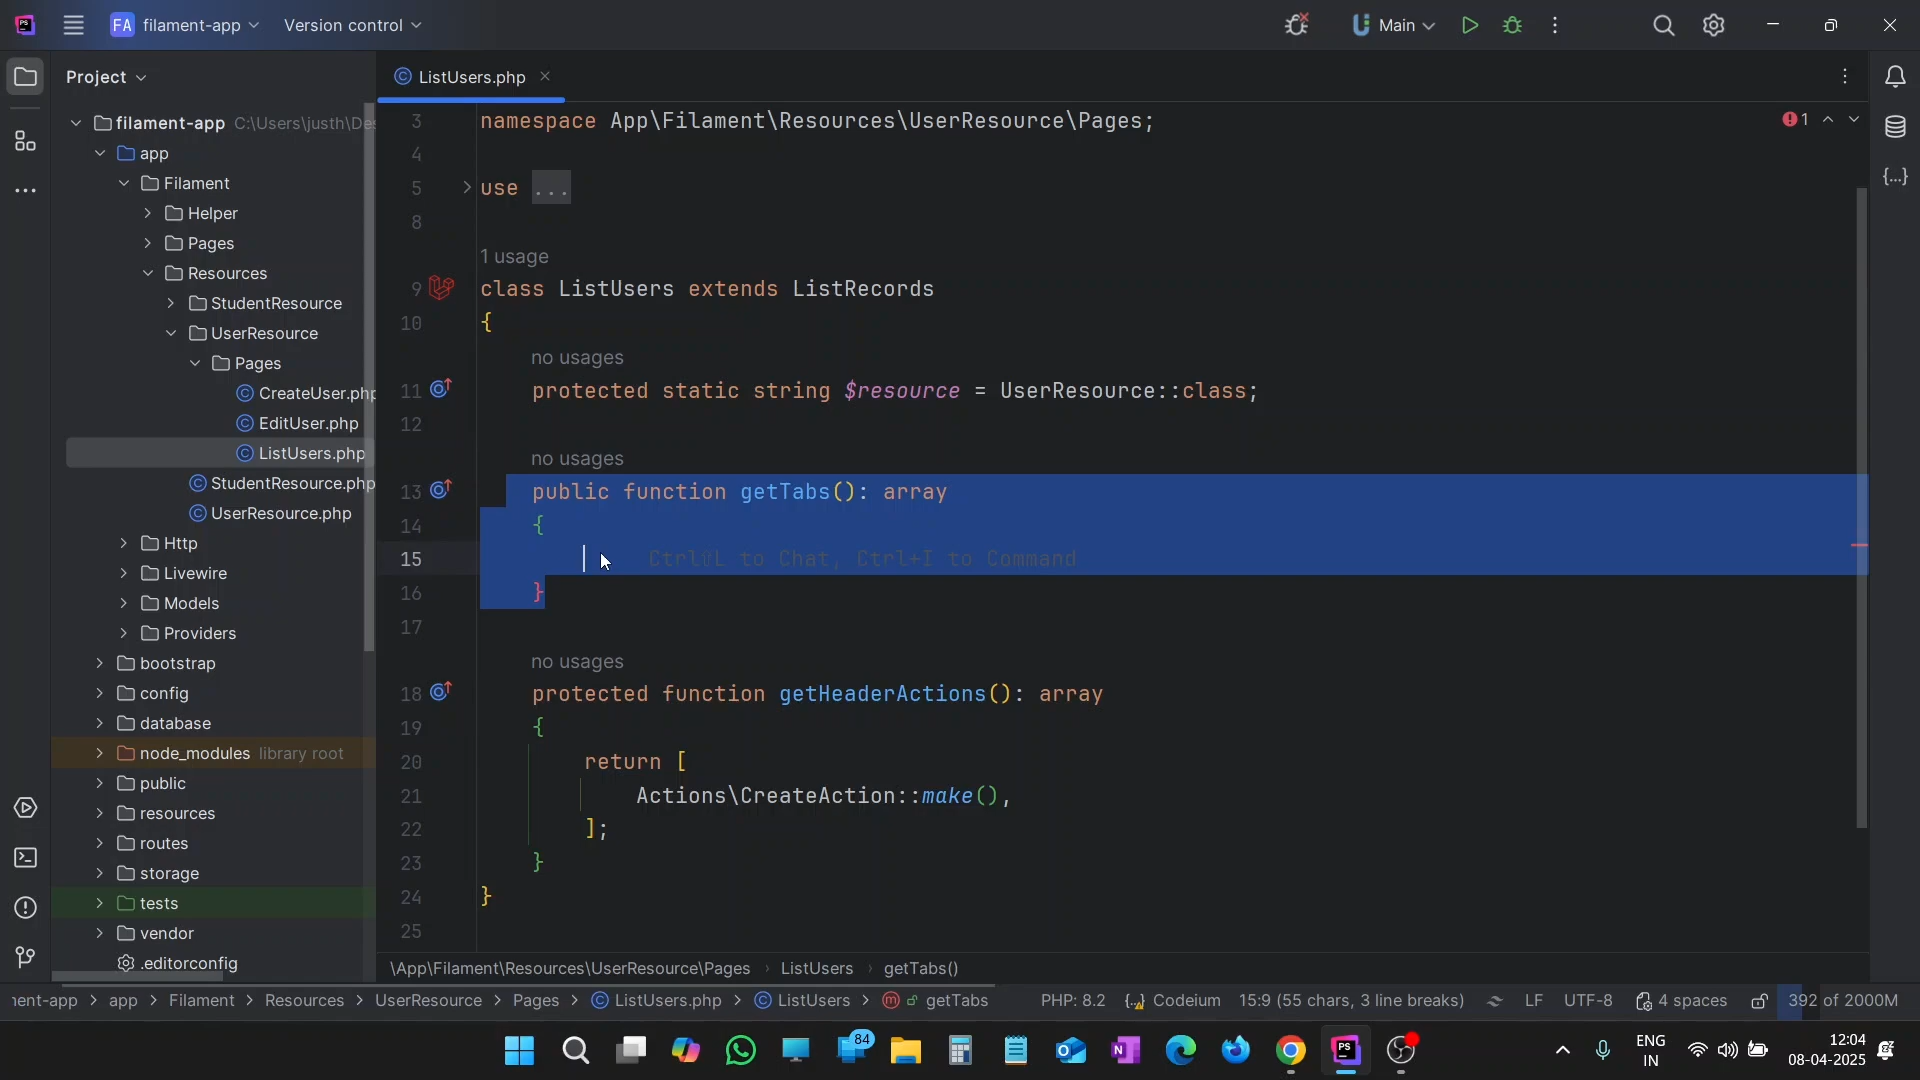 FA filament-app
Version control
Main
Project
ListUsers.php
filament-app C:\Users\justh\De
app
Filament
Helper
Pages
Resources
StudentResource
UserResource
Pages
CreateUser.php
EditUser.php
ListUsers.php
StudentResource.php
UserResource.php
Http
Livewire
Models
Providers
bootstrap
config
database
node_modules library root
public
resources
routes
storage
tests
vendor
.editorconfig
3 namespace App\Filament\Resources\UserResource\Pages;
1
4
5 use ...
8
1 usage
9 class ListUsers extends ListRecords
10 {
no usages
11 protected static string $resource = UserResource::class;
12
no usages
13 public function getTabs(): array
14 {
15 Ctrl⇧L to Chat, Ctrl+I to Command
16 }
17
no usages
18 protected function getHeaderActions(): array
19 {
20 return [
21 Actions\CreateAction::make(),
22 ];
23 }
24 }
25
\App\Filament\Resources\UserResource\Pages › ListUsers › getTabs()
nent-app › app › Filament › Resources › UserResource › Pages › ListUsers.php › ListUsers › getTabs
PHP: 8.2 Codeium 15:9 (55 chars, 3 line breaks) LF UTF-8 4 spaces 392 of 2000M
84
ENG
IN
12:04
08-04-2025